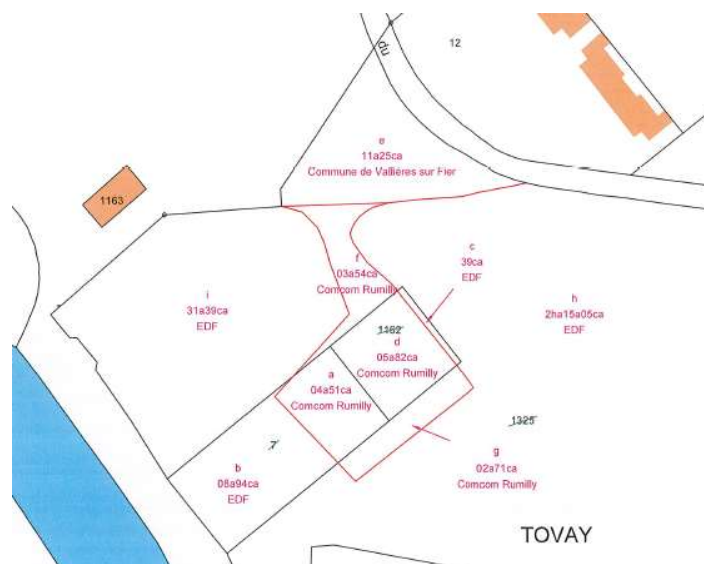 du
12
e
11a25ca
Commune de Vallières sur Fier
1163
c
39ca
EDF
f
03a54ca
Comcom Rumilly
i
31a39ca
EDF
h
2ha15a05ca
EDF
1162
d
05a82ca
Comcom Rumilly
a
04a51ca
Comcom Rumilly
1325
7
b
08a94ca
EDF
g
02a71ca
Comcom Rumilly
TOVAY